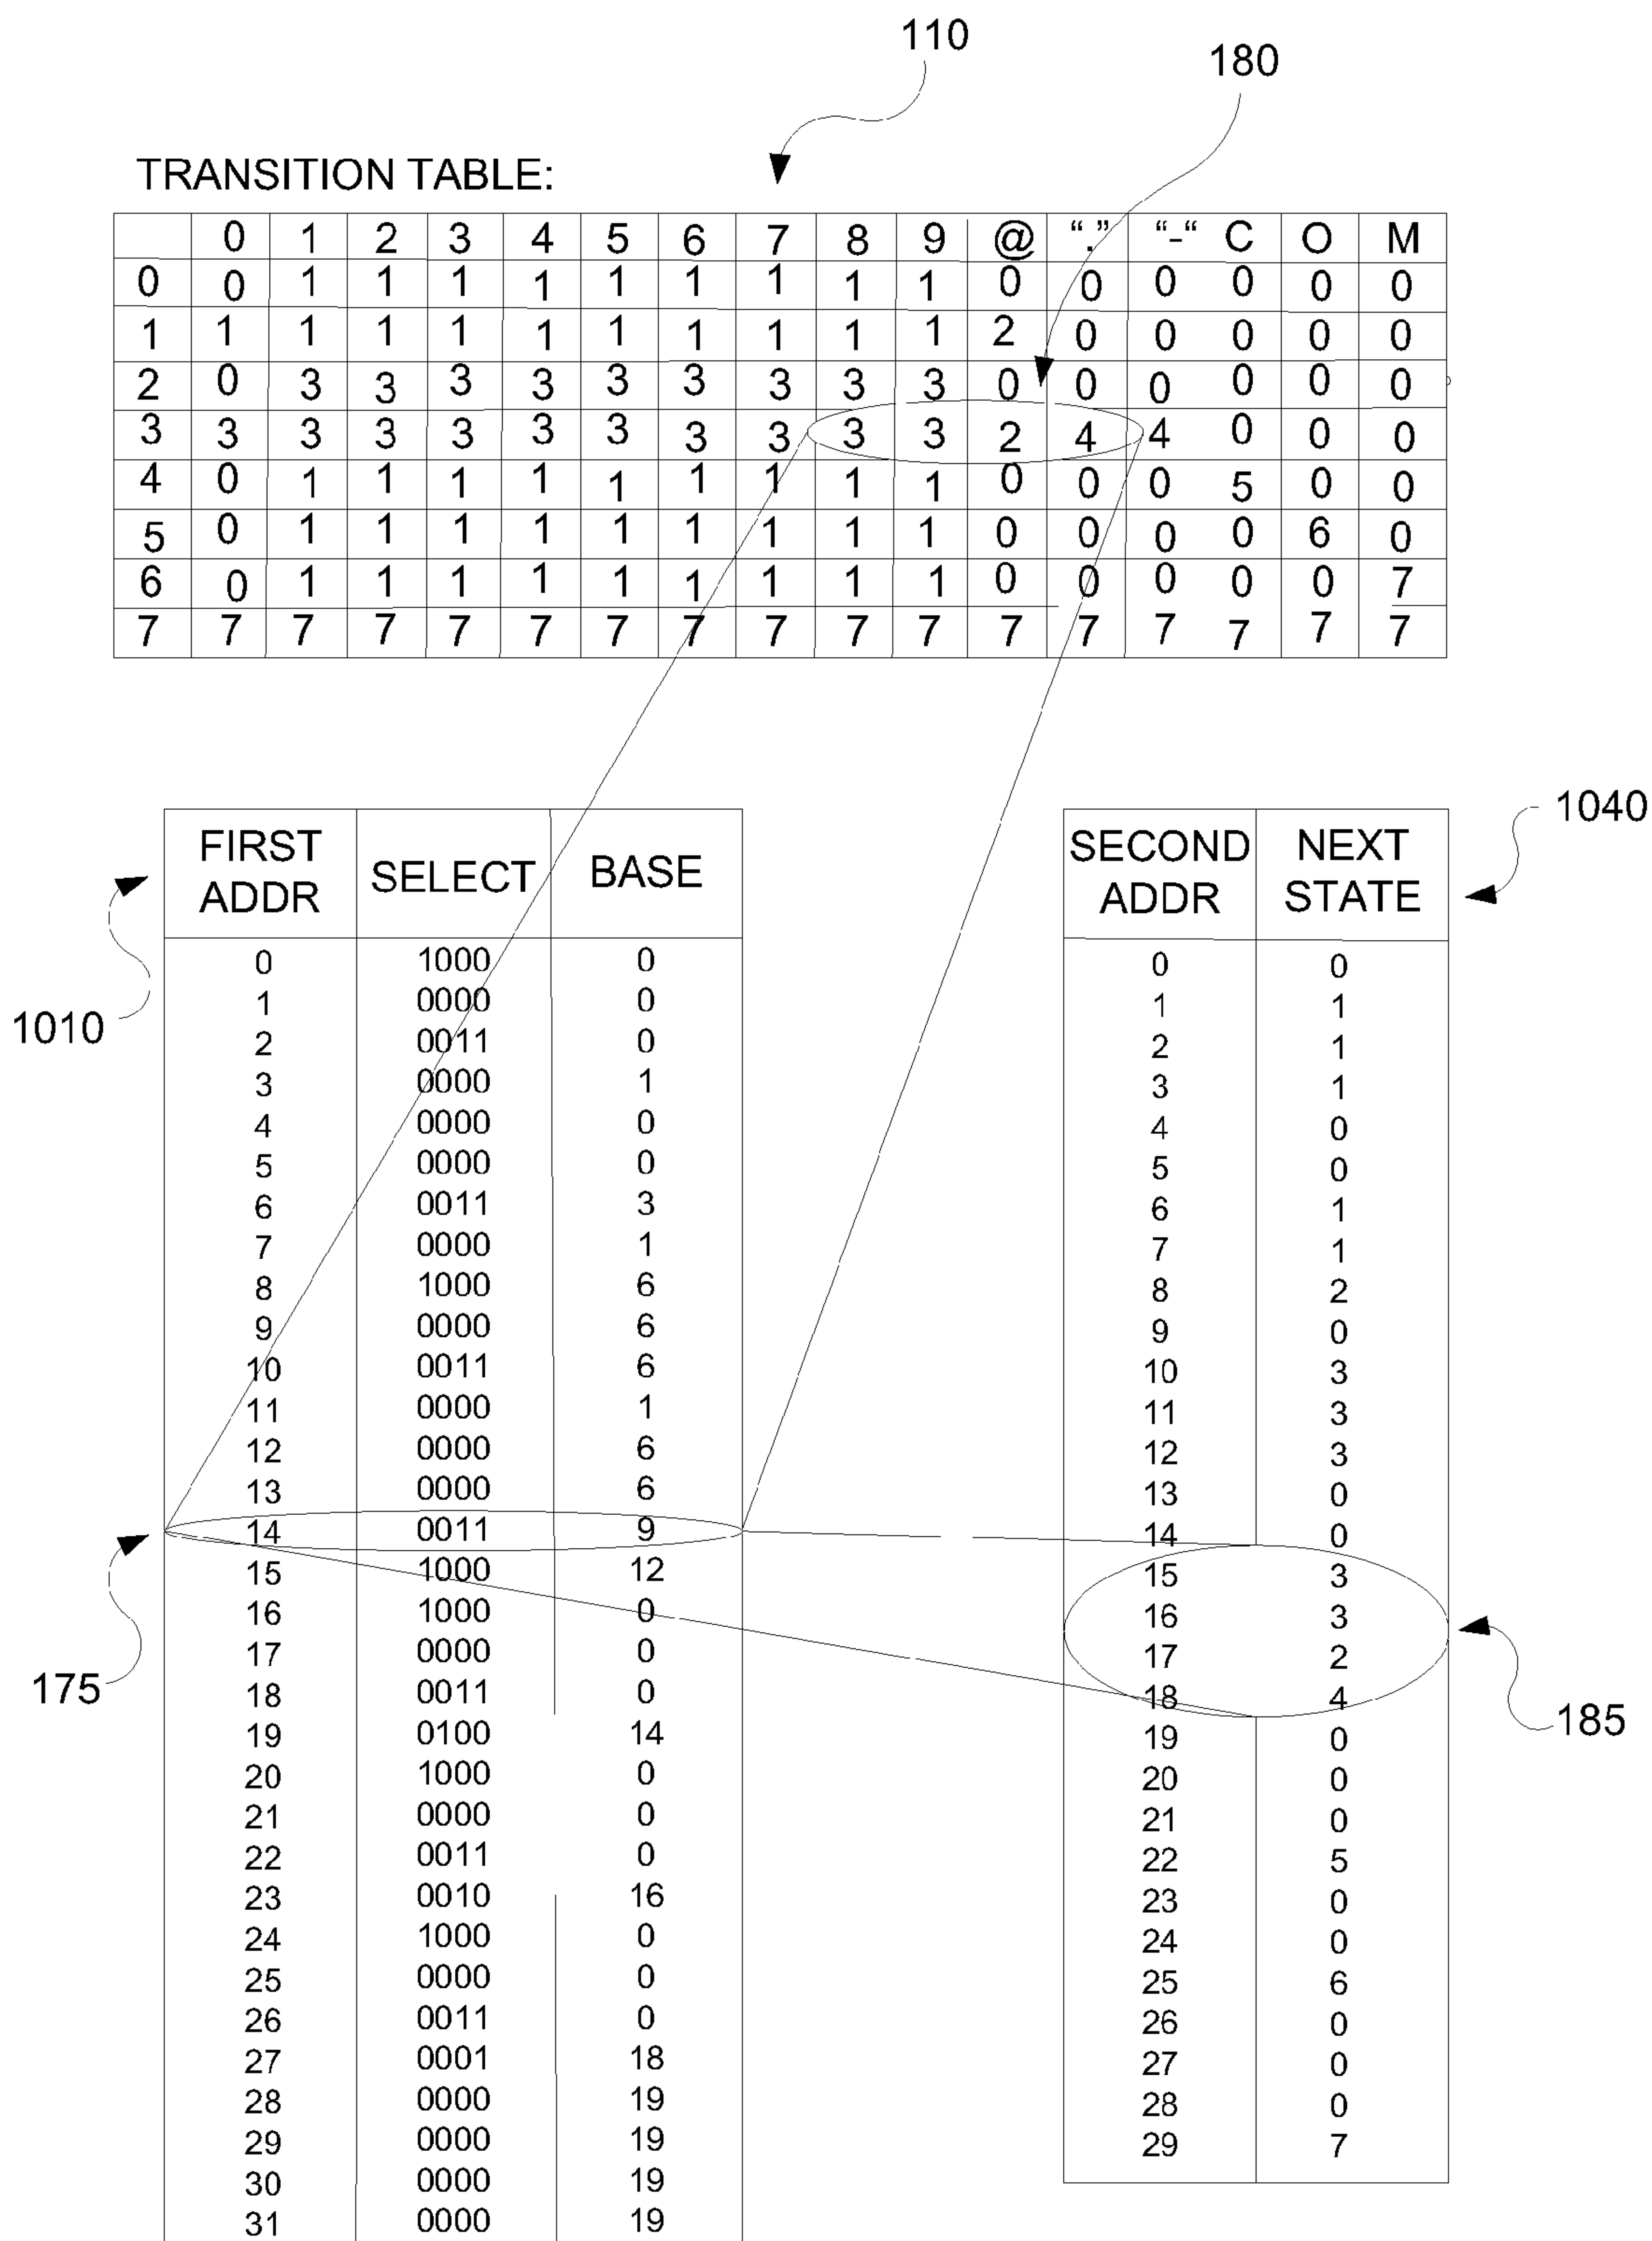 110
180
TRANSITION TABLE:
0 1 2 3 4 5 6 7 8 9 @ “.” “-“ C O M
0 0 1 1 1 1 1 1 1 1 1 0 0 0 0 0 0
1 1 1 1 1 1 1 1 1 1 1 2 0 0 0 0 0
2 0 3 3 3 3 3 3 3 3 3 0 0 0 0 0 0
3 3 3 3 3 3 3 3 3 3 3 2 4 4 0 0 0
4 0 1 1 1 1 1 1 1 1 1 0 0 0 5 0 0
5 0 1 1 1 1 1 1 1 1 1 0 0 0 0 6 0
6 0 1 1 1 1 1 1 1 1 1 0 0 0 0 0 7
7 7 7 7 7 7 7 7 7 7 7 7 7 7 7 7 7
1010
FIRST
ADDR
SELECT
BASE
0 1000 0
1 0000 0
2 0011 0
3 0000 1
4 0000 0
5 0000 0
6 0011 3
7 0000 1
8 1000 6
9 0000 6
10 0011 6
11 0000 1
12 0000 6
13 0000 6
14 0011 9
15 1000 12
16 1000 0
17 0000 0
18 0011 0
19 0100 14
20 1000 0
21 0000 0
22 0011 0
23 0010 16
24 1000 0
25 0000 0
26 0011 0
27 0001 18
28 0000 19
29 0000 19
30 0000 19
31 0000 19
175
1040
SECOND
ADDR
NEXT
STATE
0 0
1 1
2 1
3 1
4 0
5 0
6 1
7 1
8 2
9 0
10 3
11 3
12 3
13 0
14 0
15 3
16 3
17 2
18 4
19 0
20 0
21 0
22 5
23 0
24 0
25 6
26 0
27 0
28 0
29 7
185